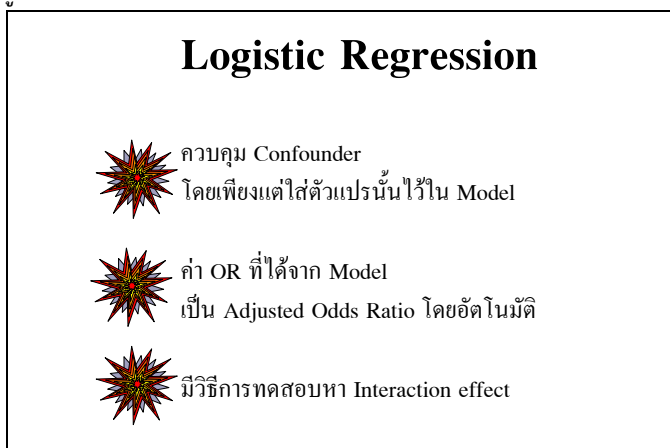 Logistic Regression
ควบคุม Confounder
โดยเพียงแต่ใส่ตัวแปรนั้นไว้ใน Model
ค่า OR ที่ได้จาก Model
เป็น Adjusted Odds Ratio โดยอัตโนมัติ
มีวิธีการทดสอบหา Interaction effect